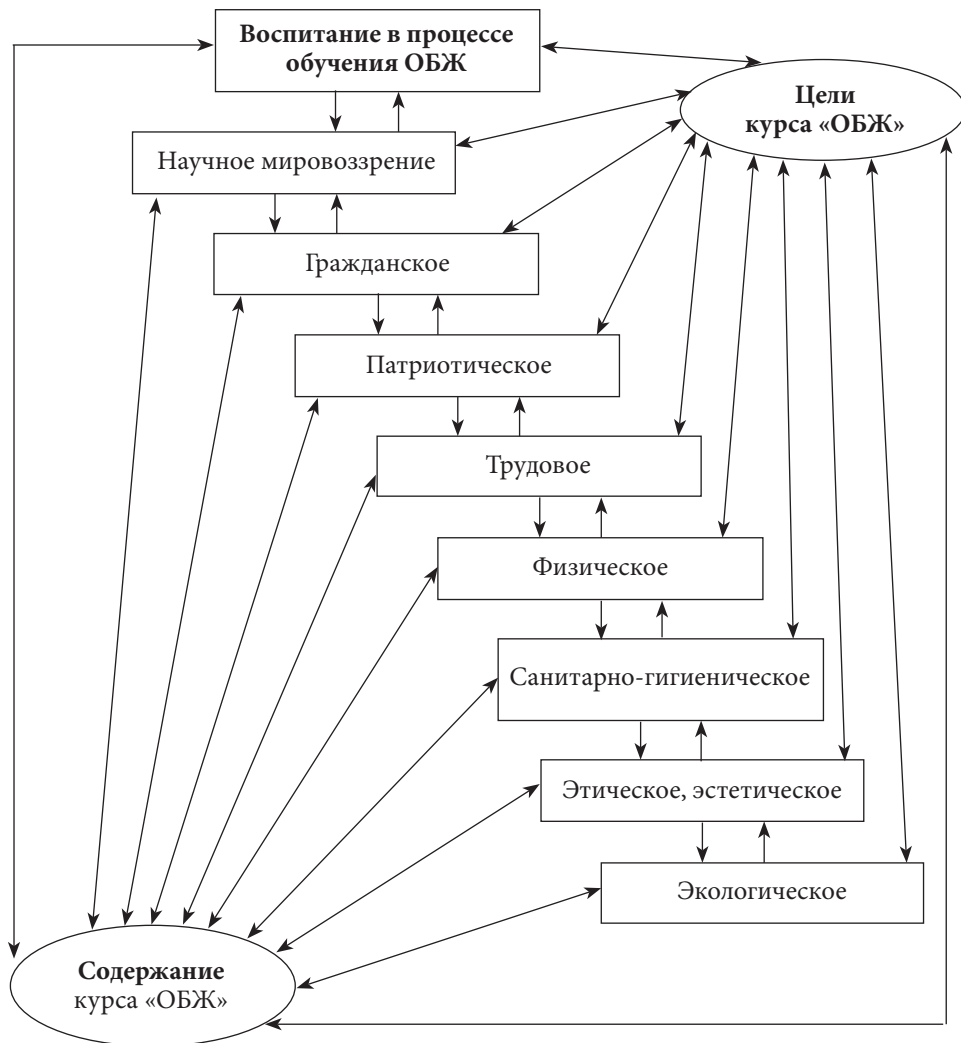 Воспитание в процессе
обучения ОБЖ
Цели
курса «ОБЖ»
Научное мировоззрение
Гражданское
Патриотическое
Трудовое
Физическое
Санитарно-гигиеническое
Этическое, эстетическое
Экологическое
Содержание
курса «ОБЖ»